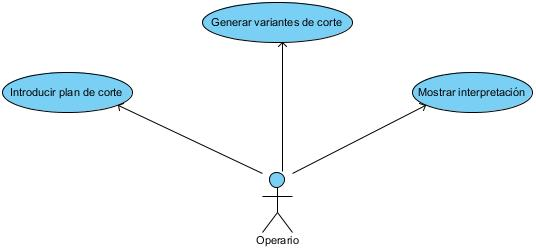 Generar variantes de corte
Introducir plan de corte
Mostrar interpretación
Operario